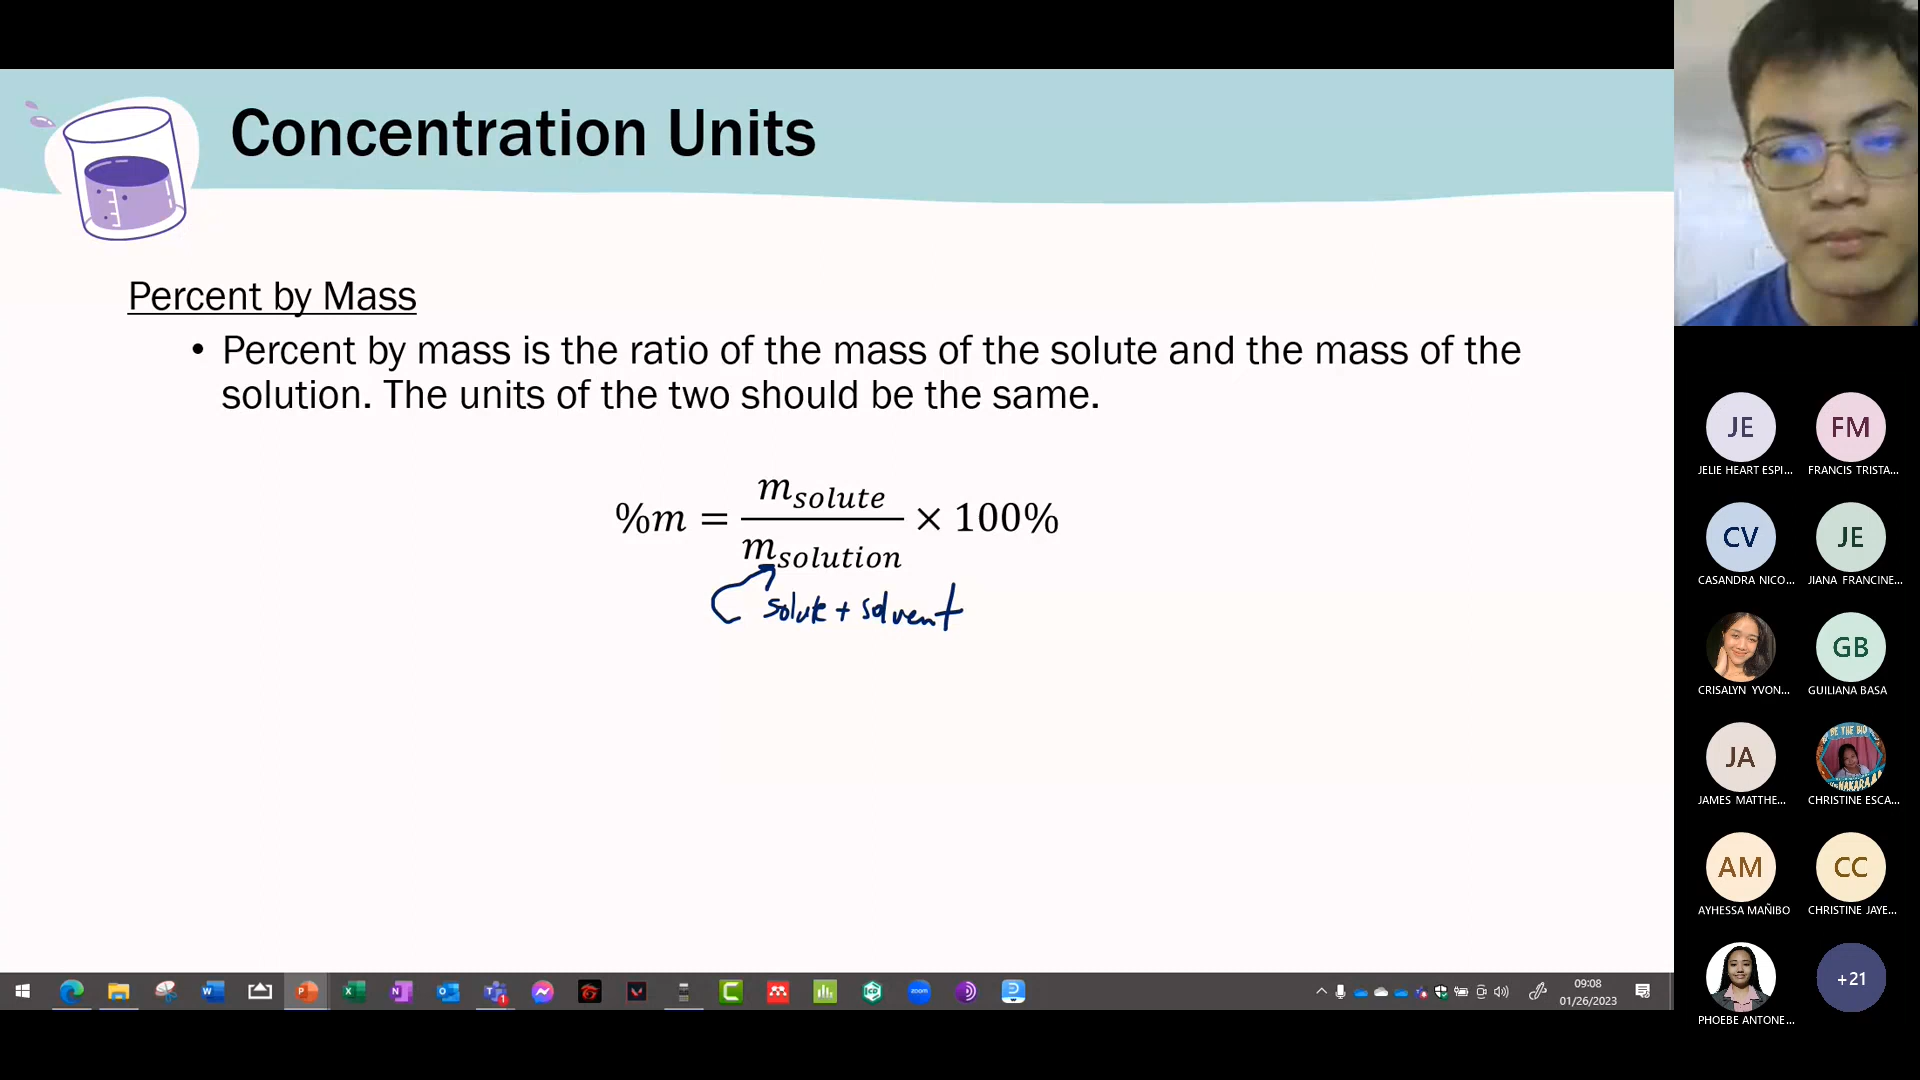 Concentration Units
Percent by Mass
• Percent by mass is the ratio of the mass of the solute and the mass of the
solution. The units of the two should be the same.
%m = m_solute / m_solution × 100%
solute + solvent
JE
FM
JELIE HEART ESPI...
FRANCIS TRISTA...
CV
JE
CASANDRA NICO...
JIANA FRANCINE...
GB
CRISALYN YVON...
GUILIANA BASA
JA
JAMES MATTHE...
CHRISTINE ESCA...
AM
CC
AYHESSA MAÑIBO
CHRISTINE JAYE...
+21
PHOEBE ANTONE...
zoom
09:08
01/26/2023